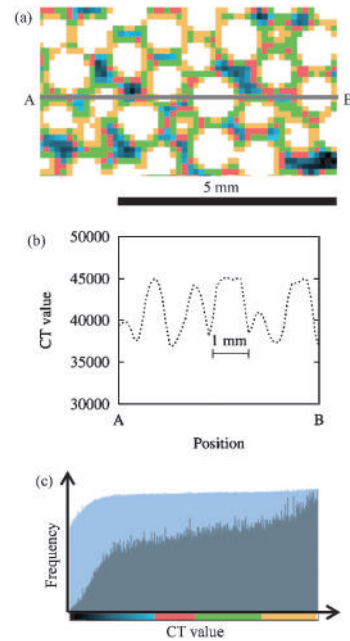 (a)
A
B
5 mm
(b)
50000
45000
40000
35000
30000
CT value
1 mm
A
B
Position
(c)
Frequency
CT value